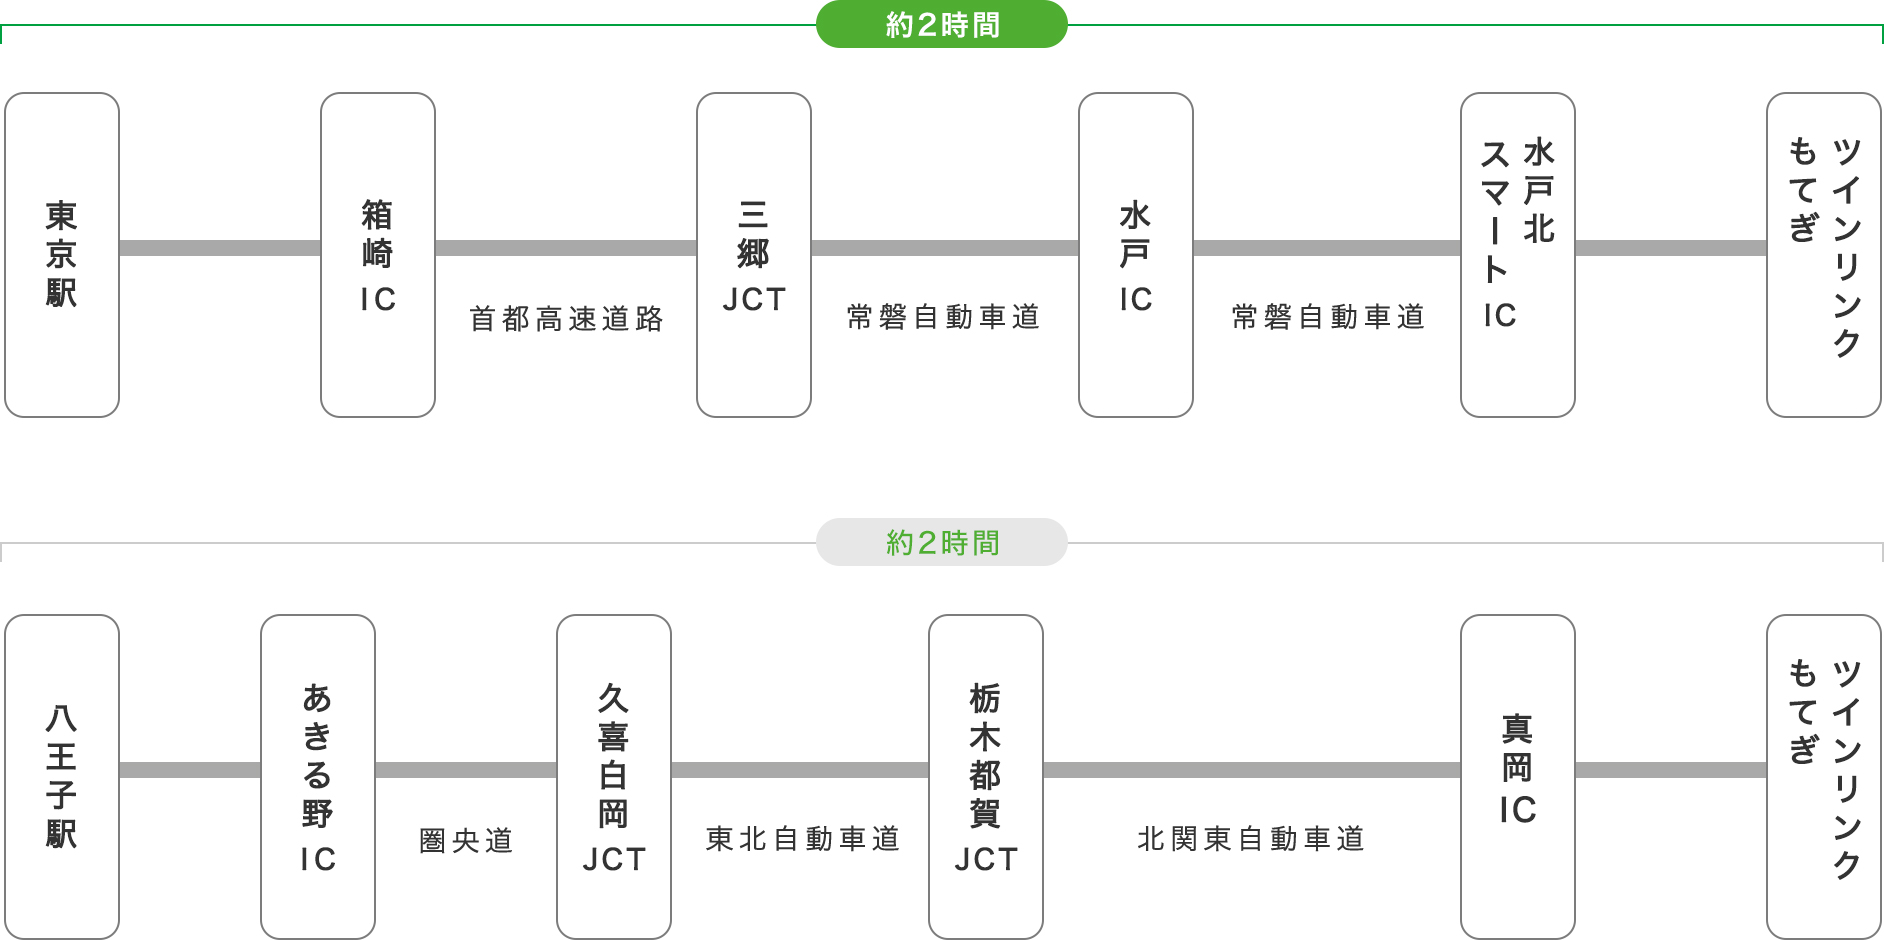 約2時間
東京駅
箱崎IC
首都高速道路
三郷JCT
常磐自動車道
水戸IC
常磐自動車道
水戸北
スマートIC
ツインリンク
もてぎ
約2時間
八王子駅
あきる野IC
圏央道
久喜白岡JCT
東北自動車道
栃木都賀JCT
北関東自動車道
真岡IC
ツインリンク
もてぎ